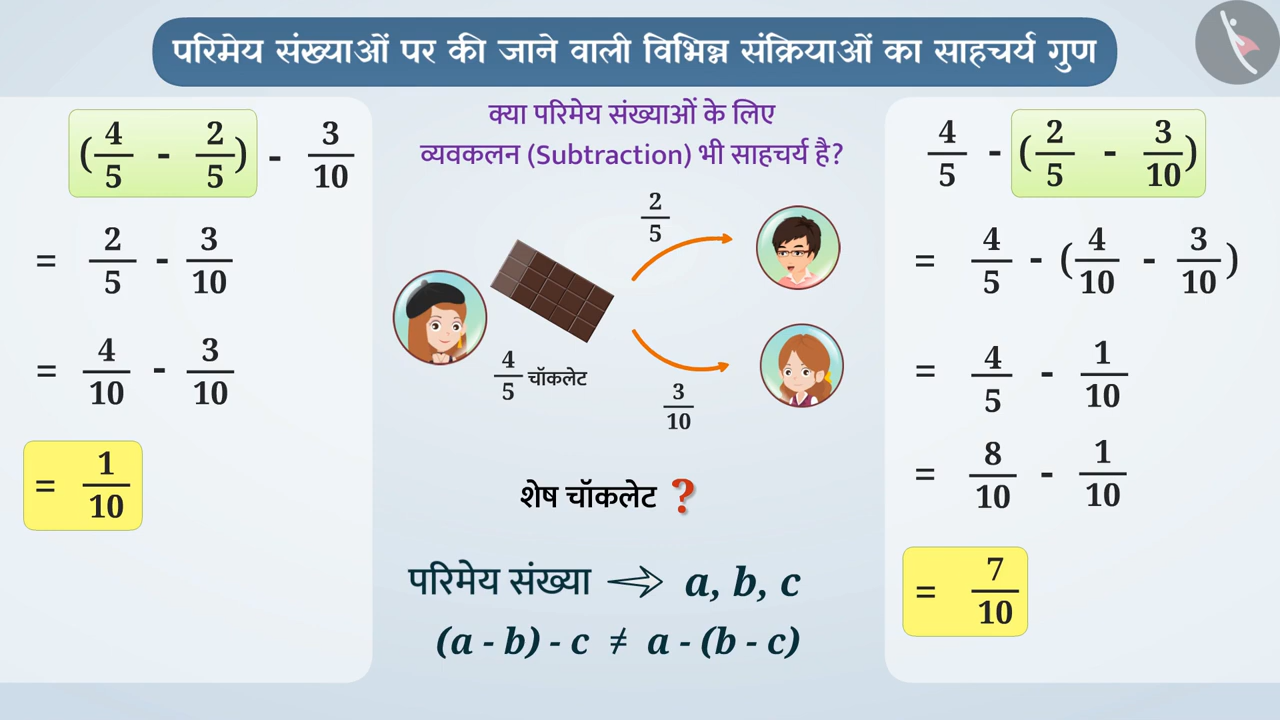 परिमेय संख्याओं पर की जाने वाली विभिन्न संक्रियाओं का साहचर्य गुण
(4/5 - 2/5) - 3/10
= 2/5 - 3/10
= 4/10 - 3/10
= 1/10
क्या परिमेय संख्याओं के लिए
व्यवकलन (Subtraction) भी साहचर्य है?
2/5
4/5 चॉकलेट
3/10
शेष चॉकलेट ?
परिमेय संख्या ⇒ a, b, c
(a - b) - c ≠ a - (b - c)
4/5 - (2/5 - 3/10)
= 4/5 - (4/10 - 3/10)
= 4/5 - 1/10
= 8/10 - 1/10
= 7/10